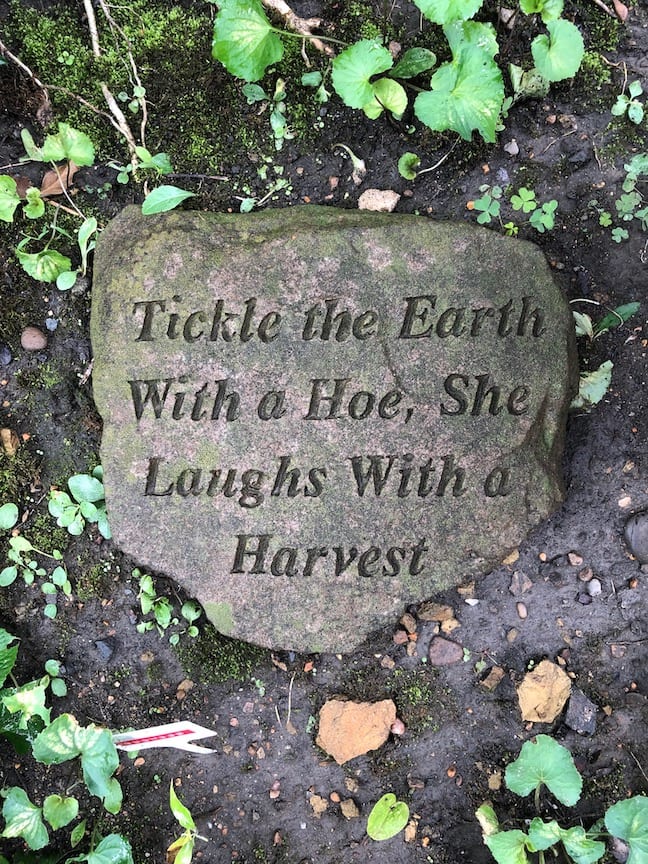 Tickle the Earth
With a Hoe, She
Laughs With a
Harvest